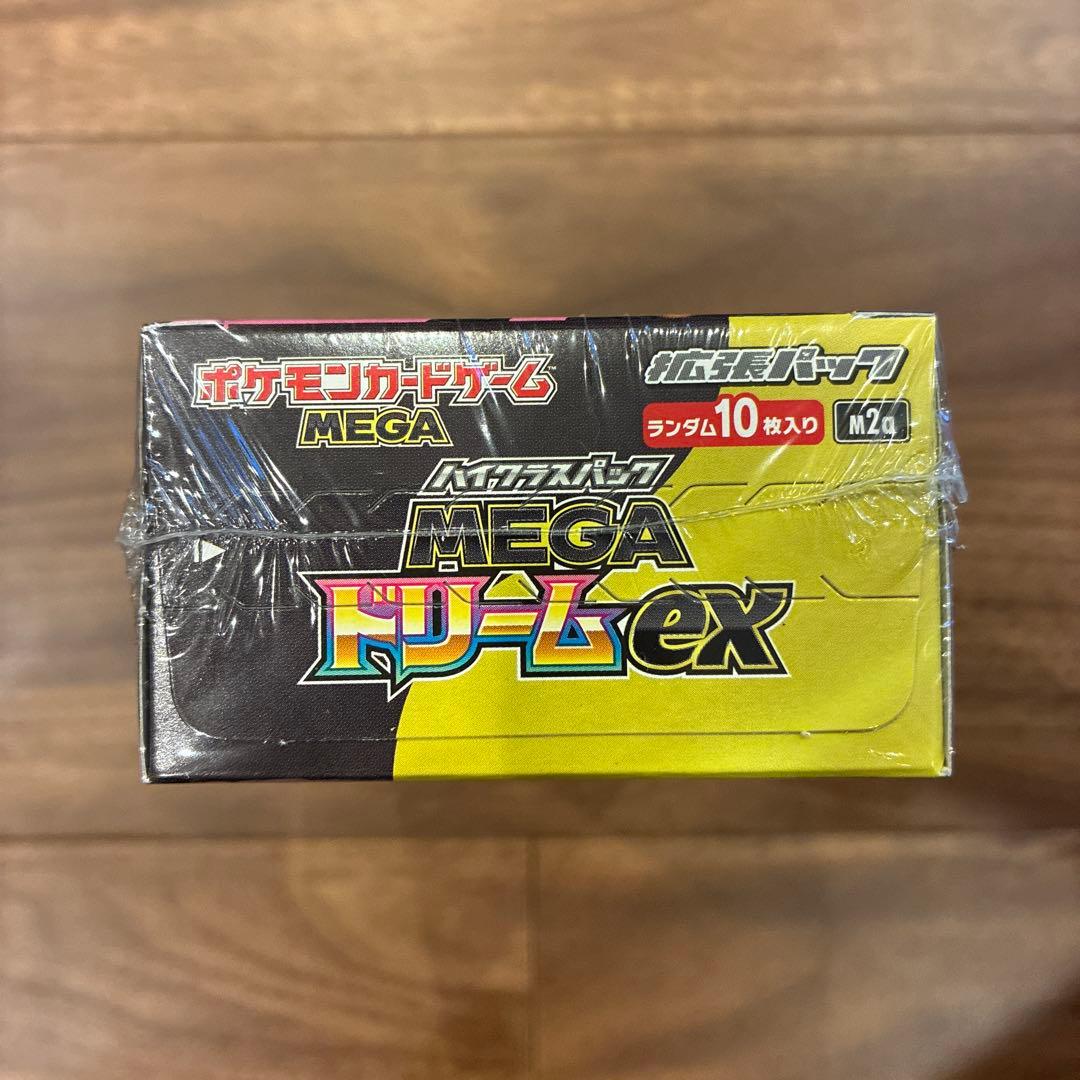 ポケモンカードゲーム™
MEGA
拡張パック
ランダム10枚入り
M2a
ハイクラスパック
MEGA
ドリームex